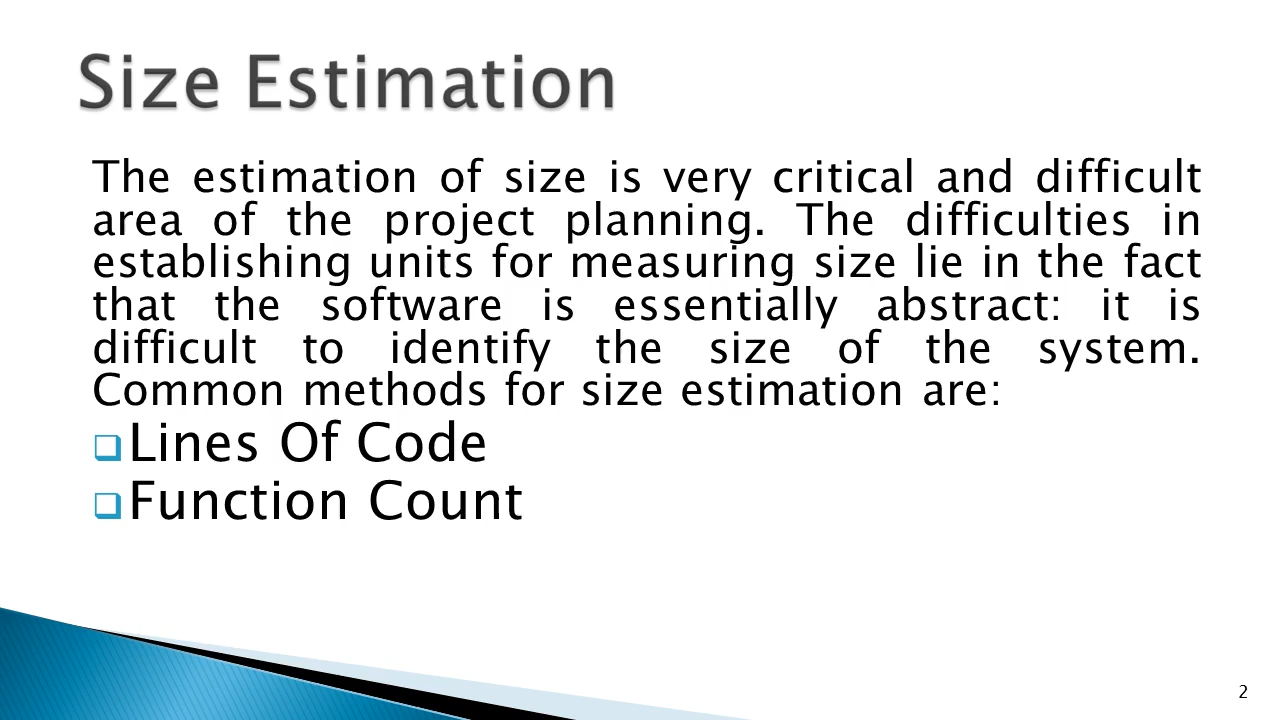 Size Estimation
The estimation of size is very critical and difficult
area of the project planning. The difficulties in
establishing units for measuring size lie in the fact
that the software is essentially abstract: it is
difficult to identify the size of the system.
Common methods for size estimation are:
Lines Of Code
Function Count
2